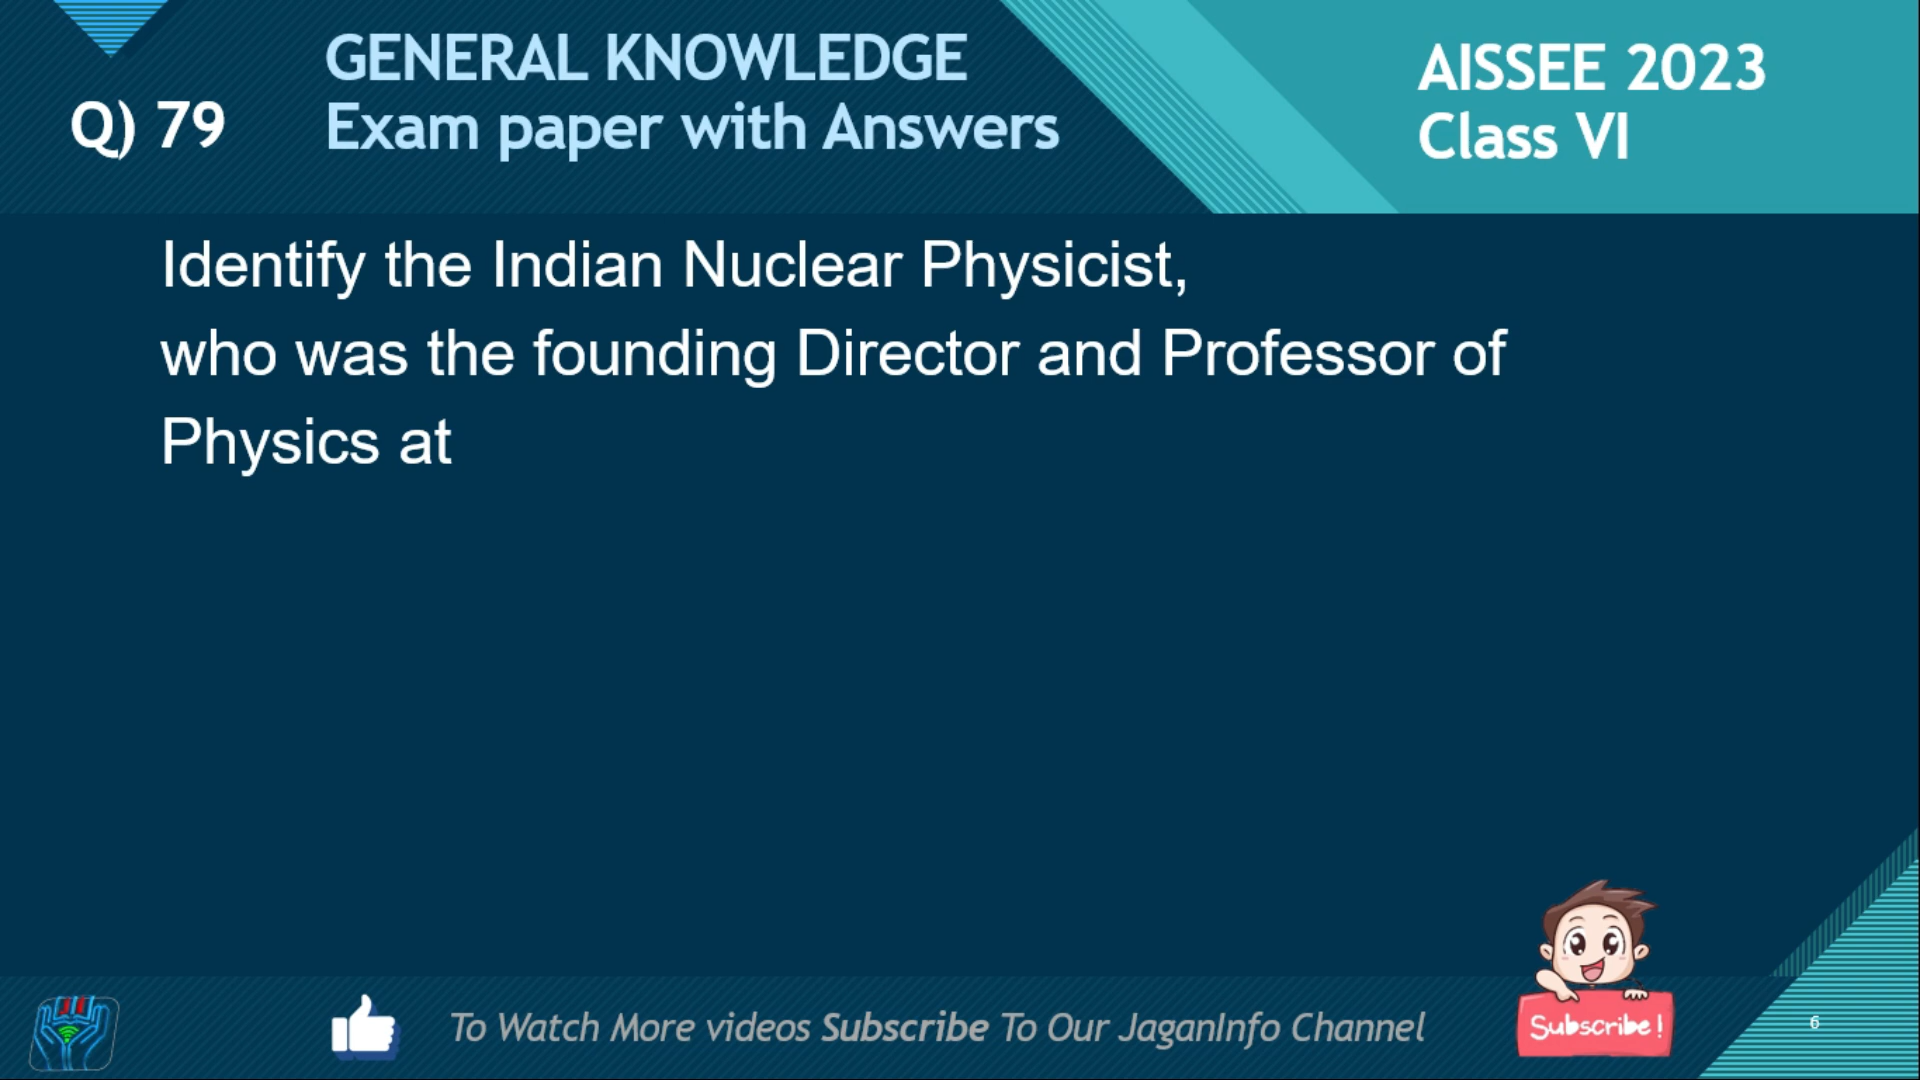 Q) 79
GENERAL KNOWLEDGE
Exam paper with Answers
AISSEE 2023
Class VI
Identify the Indian Nuclear Physicist,
who was the founding Director and Professor of
Physics at
To Watch More videos Subscribe To Our JaganInfo Channel
Subscribe!
6